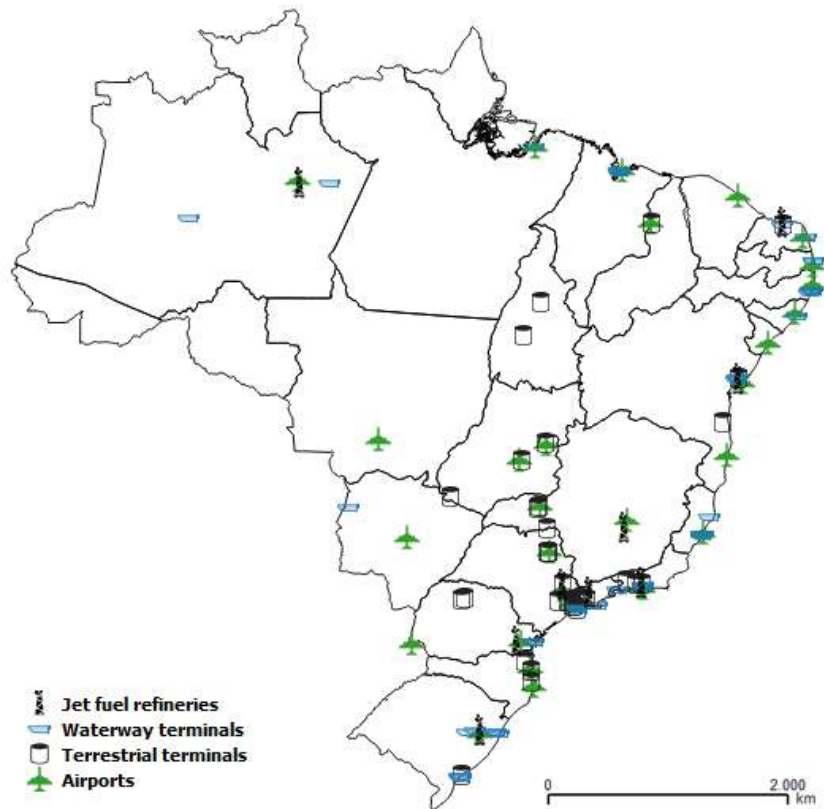 Jet fuel refineries
Waterway terminals
Terrestrial terminals
Airports
0 2.000
km